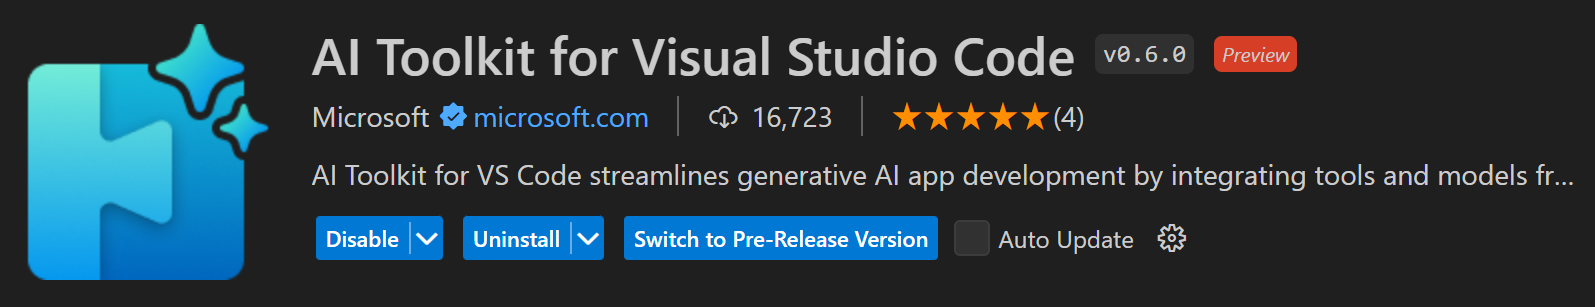 AI Toolkit for Visual Studio Code v0.6.0 Preview
Microsoft microsoft.com 16,723 (4)
AI Toolkit for VS Code streamlines generative AI app development by integrating tools and models fr...
Disable Uninstall Switch to Pre-Release Version Auto Update